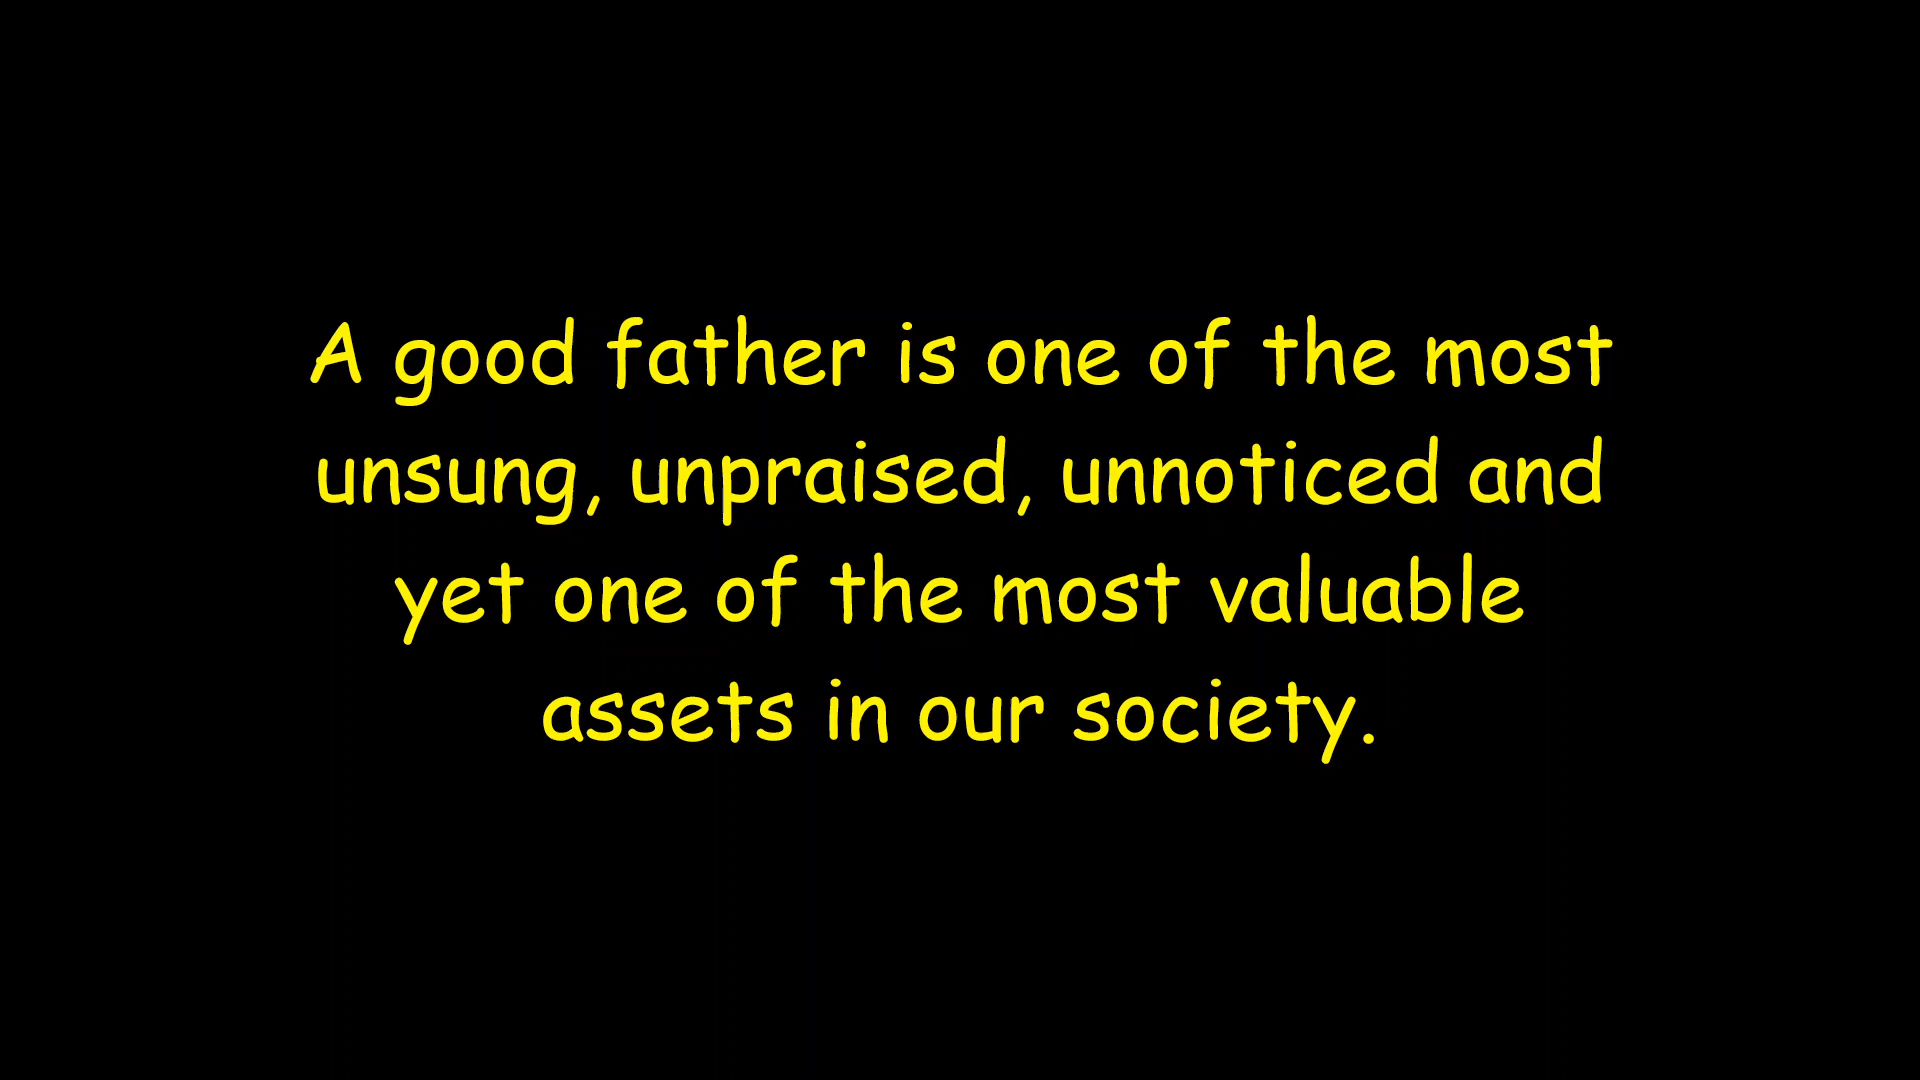 A good father is one of the most
unsung, unpraised, unnoticed and
yet one of the most valuable
assets in our society.